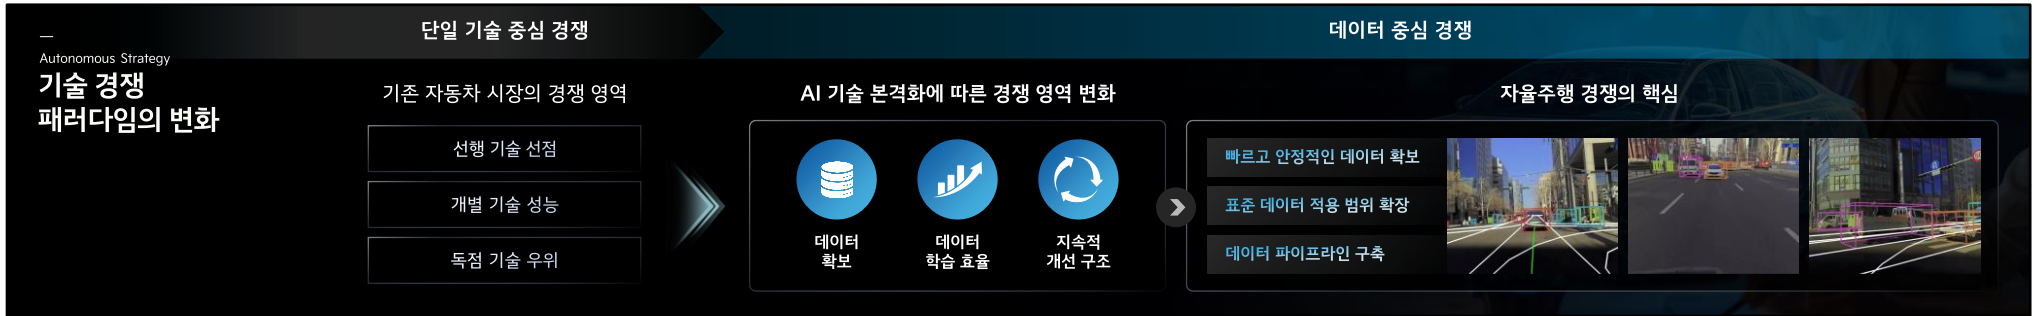 Autonomous Strategy
기술 경쟁
패러다임의 변화
단일 기술 중심 경쟁
기존 자동차 시장의 경쟁 영역
선행 기술 선점
개별 기술 성능
독점 기술 우위
데이터 중심 경쟁
AI 기술 본격화에 따른 경쟁 영역 변화
데이터
확보
데이터
학습 효율
지속적
개선 구조
자율주행 경쟁의 핵심
빠르고 안정적인 데이터 확보
표준 데이터 적용 범위 확장
데이터 파이프라인 구축